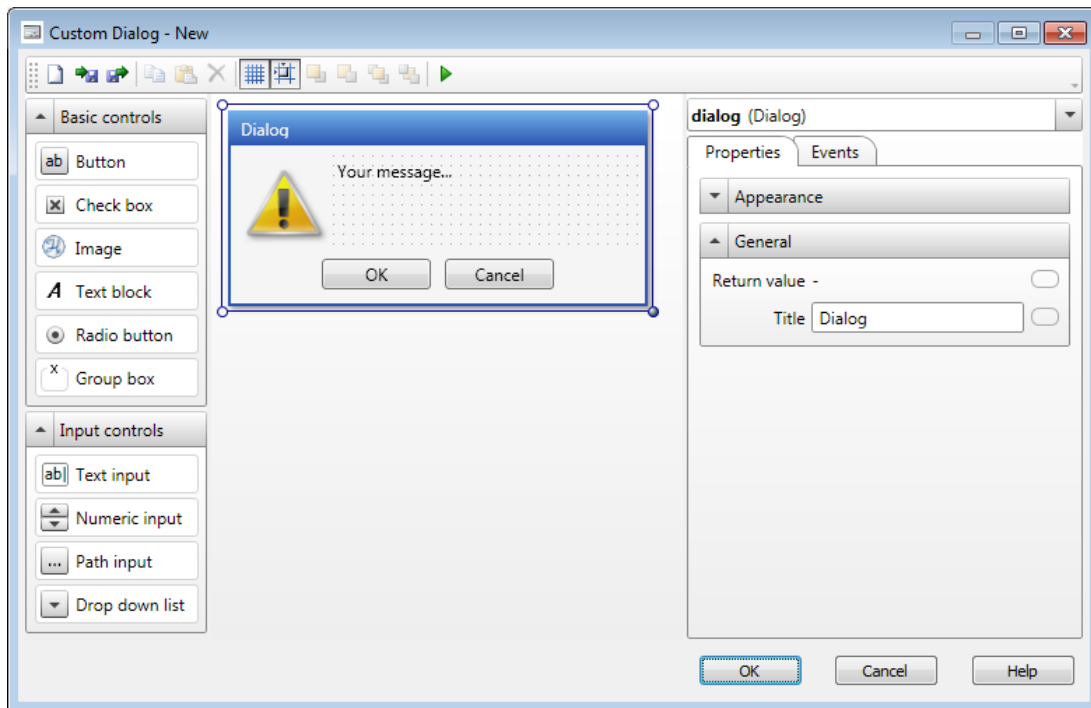 Custom Dialog - New
Basic controls
ab Button
Check box
Image
A Text block
Radio button
x Group box
Input controls
ab| Text input
Numeric input
... Path input
Drop down list
Dialog
Your message...
OK Cancel
dialog (Dialog)
Properties Events
Appearance
General
Return value -
Title Dialog
OK Cancel Help